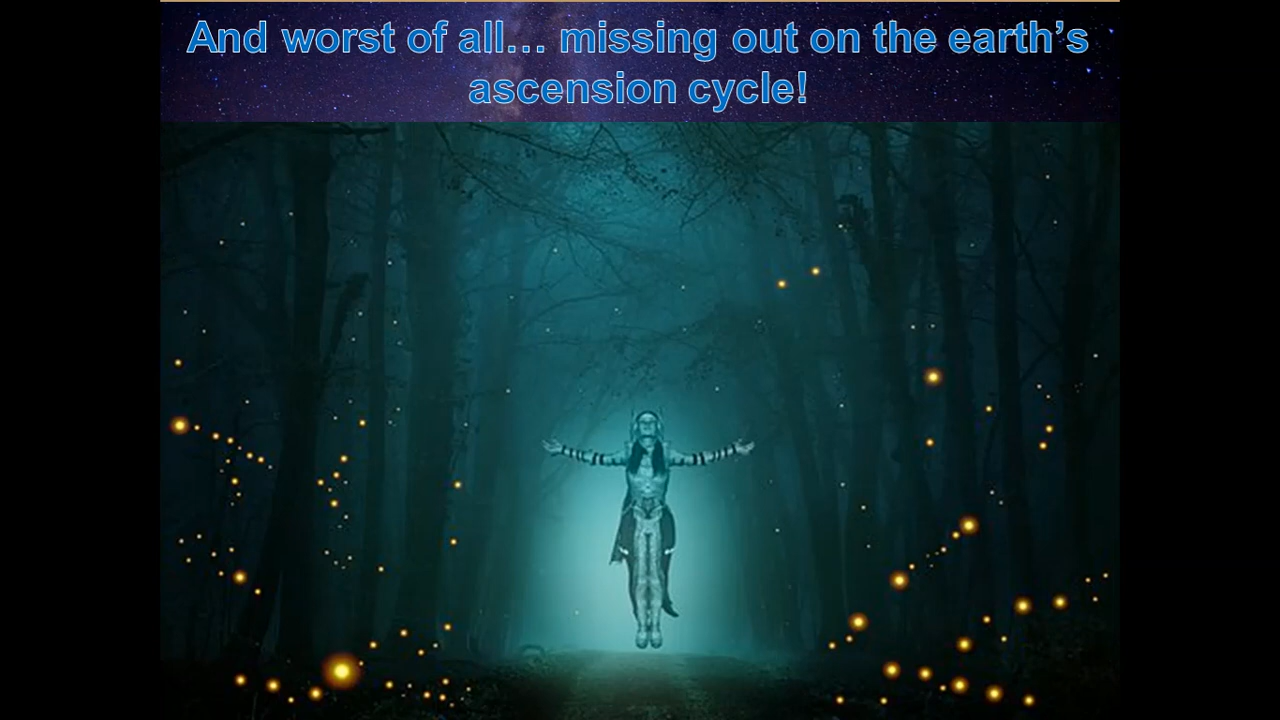 And worst of all… missing out on the earth’s
ascension cycle!